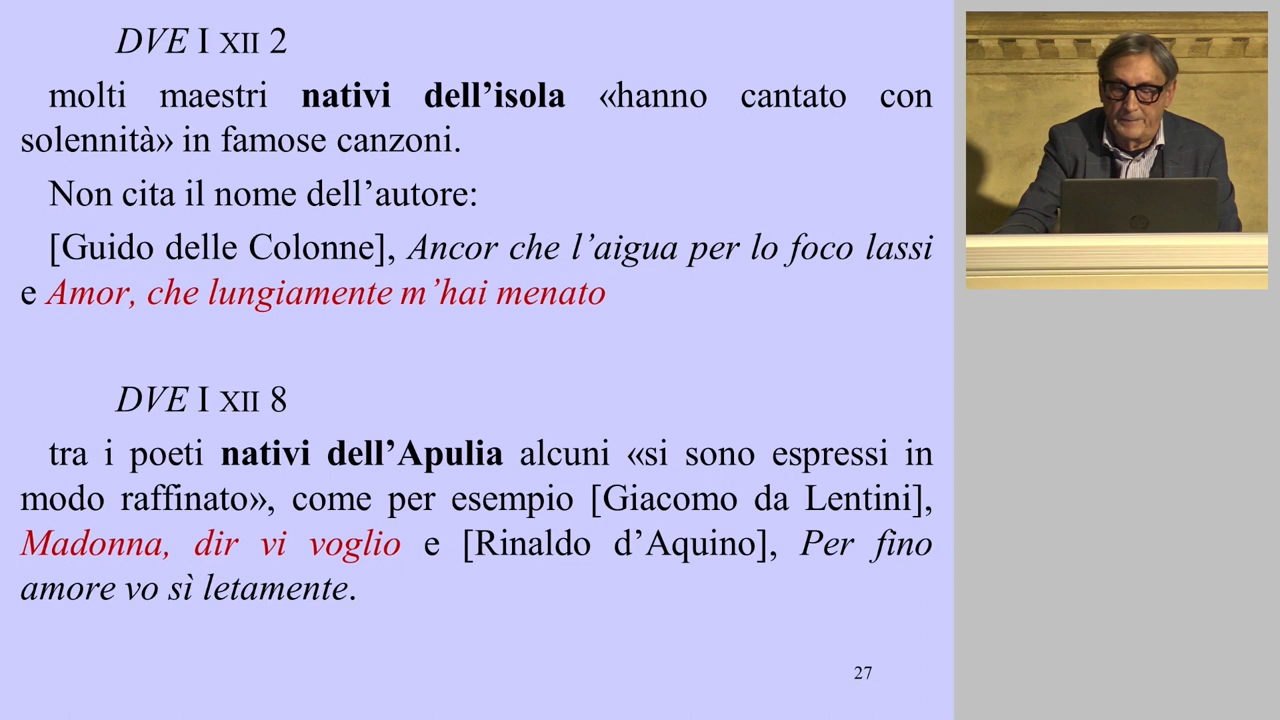 DVE I XII 2
molti maestri nativi dell’isola «hanno cantato con
solennità» in famose canzoni.
Non cita il nome dell’autore:
[Guido delle Colonne], Ancor che l’aigua per lo foco lassi
e Amor, che lungiamente m’hai menato
DVE I XII 8
tra i poeti nativi dell’Apulia alcuni «si sono espressi in
modo raffinato», come per esempio [Giacomo da Lentini],
Madonna, dir vi voglio e [Rinaldo d’Aquino], Per fino
amore vo sì letamente.
27